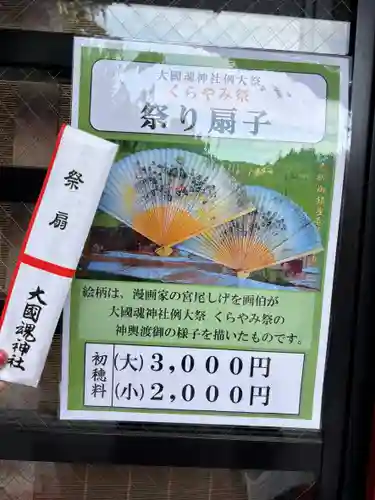 大國魂神社例大祭
くらやみ祭
祭り扇子
絵柄は、漫画家の宮尾しげを画伯が
大國魂神社例大祭 くらやみ祭の
神輿渡御の様子を描いたものです。
初穂料
(大) 3,000円
(小) 2,000円
祭扇
大國魂神社